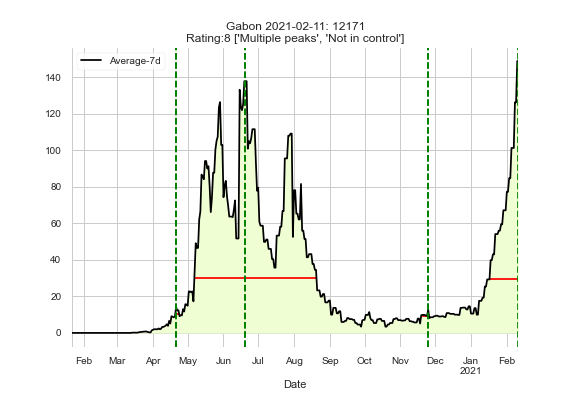 Gabon 2021-02-11: 12171
Rating:8 ['Multiple peaks', 'Not in control']
Average-7d
140
120
100
80
60
40
20
0
Feb Mar Apr May Jun Jul Aug Sep Oct Nov Dec Jan Feb
2021
Date